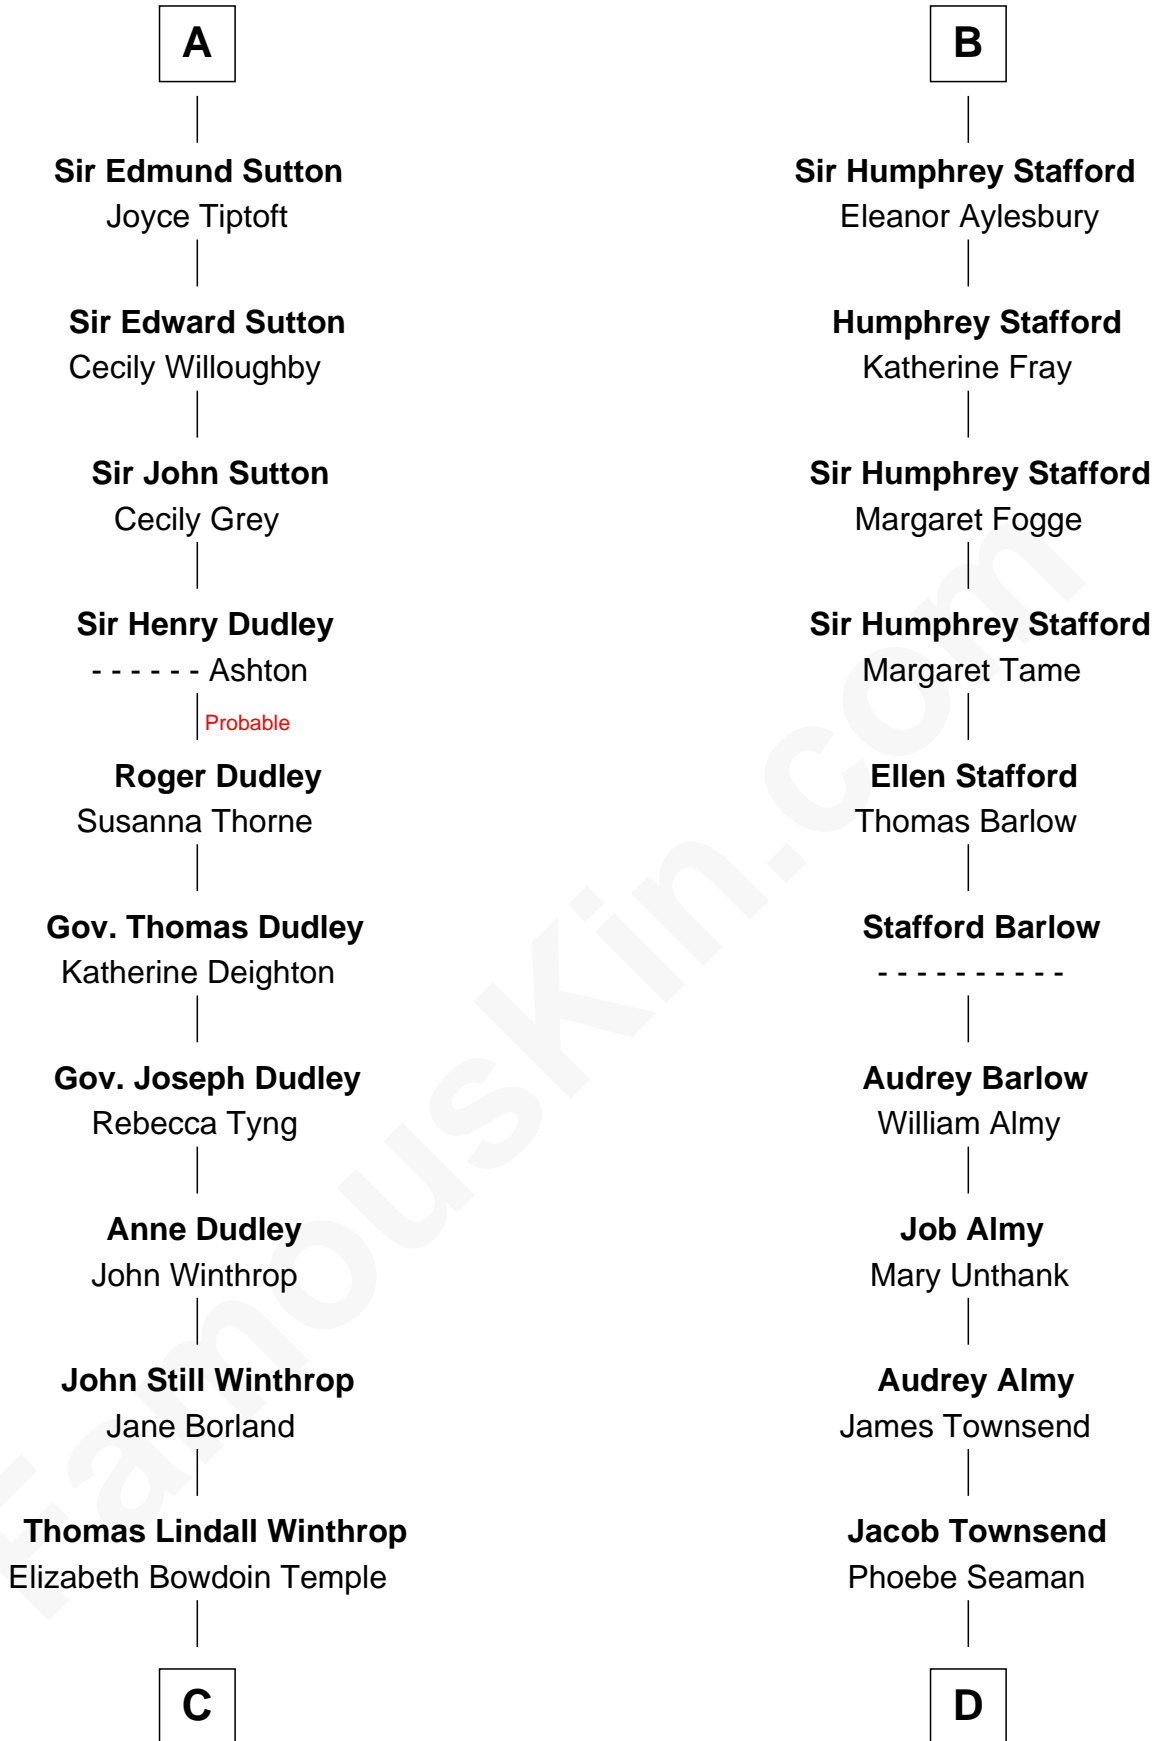 A
Sir Edmund Sutton
Joyce Tiptoft
Sir Edward Sutton
Cecily Willoughby
Sir John Sutton
Cecily Grey
Sir Henry Dudley
- - - - - - Ashton
Probable
Roger Dudley
Susanna Thorne
Gov. Thomas Dudley
Katherine Deighton
Gov. Joseph Dudley
Rebecca Tyng
Anne Dudley
John Winthrop
John Still Winthrop
Jane Borland
Thomas Lindall Winthrop
Elizabeth Bowdoin Temple
C
B
Sir Humphrey Stafford
Eleanor Aylesbury
Humphrey Stafford
Katherine Fray
Sir Humphrey Stafford
Margaret Fogge
Sir Humphrey Stafford
Margaret Tame
Ellen Stafford
Thomas Barlow
Stafford Barlow
- - - - - - - - - -
Audrey Barlow
William Almy
Job Almy
Mary Unthank
Audrey Almy
James Townsend
Jacob Townsend
Phoebe Seaman
D
FamousKin.com